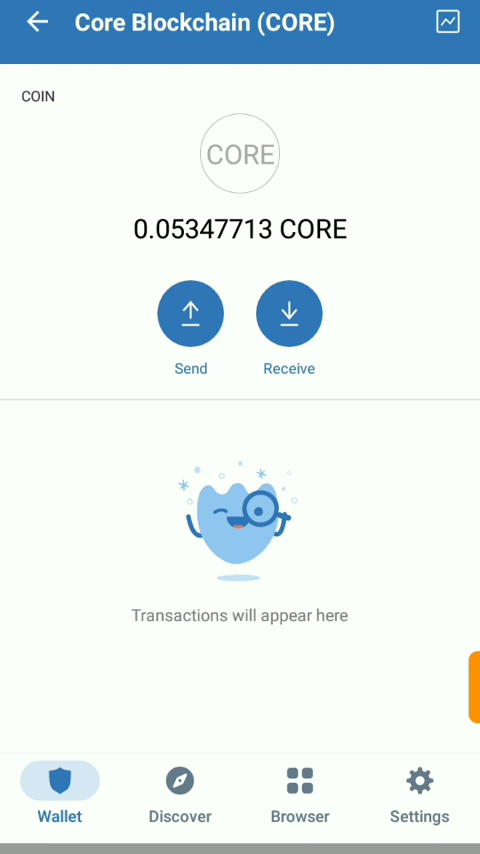 Core Blockchain (CORE)
COIN
CORE
0.05347713 CORE
Send Receive
Transactions will appear here
Wallet Discover Browser Settings